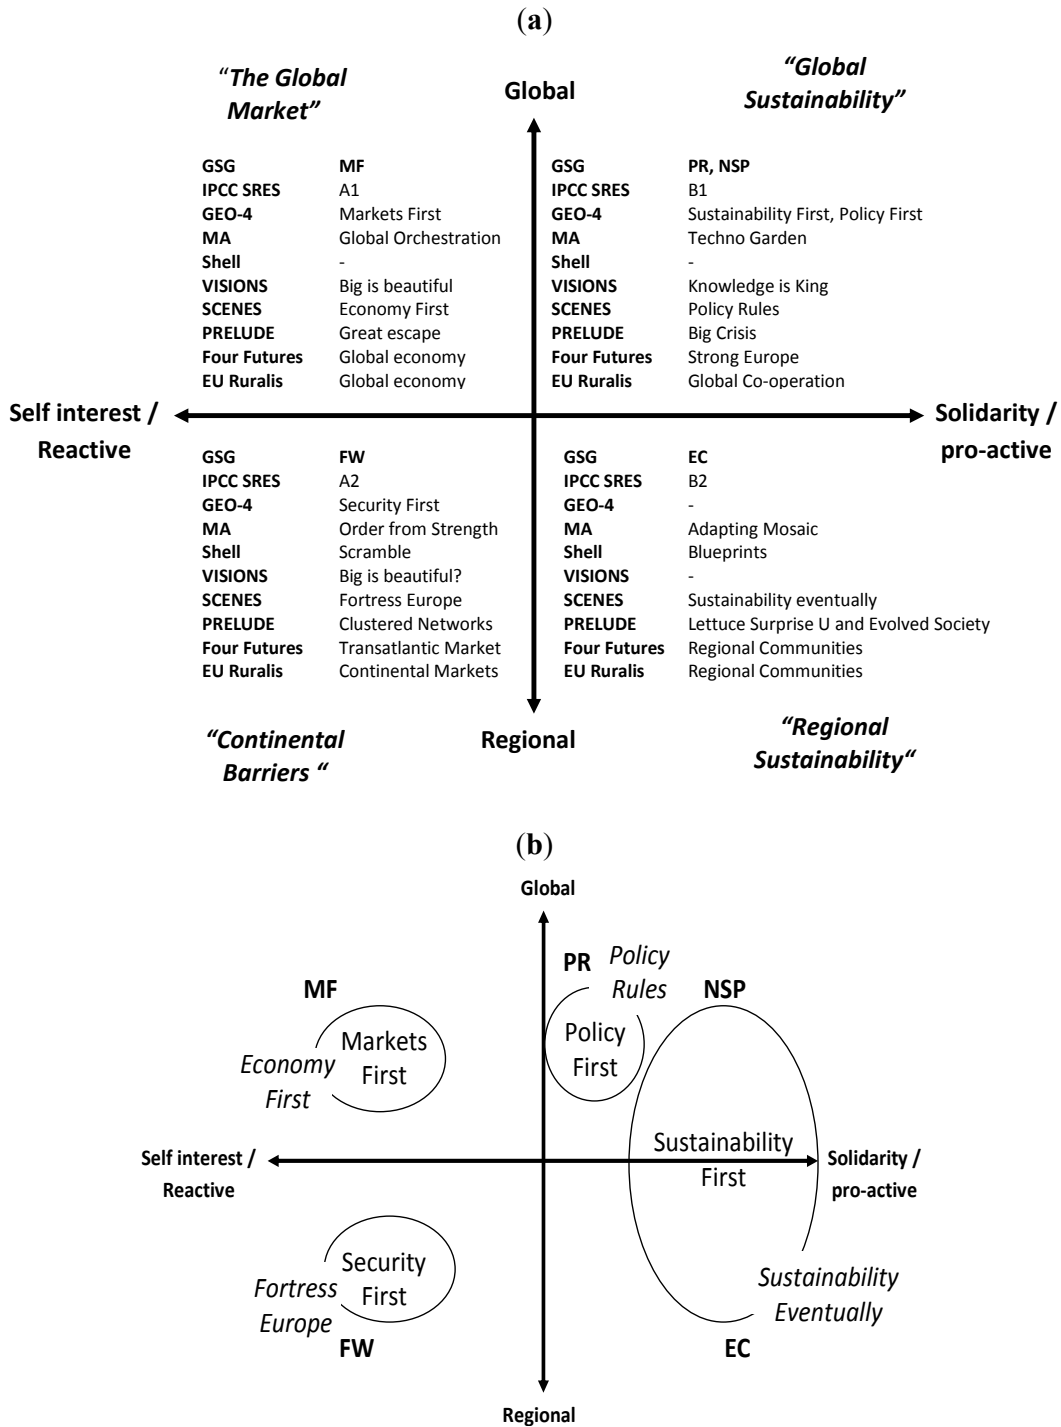 (a)
“The Global
Market”
Global
“Global
Sustainability”
GSG MF
IPCC SRES A1
GEO-4 Markets First
MA Global Orchestration
Shell -
VISIONS Big is beautiful
SCENES Economy First
PRELUDE Great escape
Four Futures Global economy
EU Ruralis Global economy
GSG PR, NSP
IPCC SRES B1
GEO-4 Sustainability First, Policy First
MA Techno Garden
Shell -
VISIONS Knowledge is King
SCENES Policy Rules
PRELUDE Big Crisis
Four Futures Strong Europe
EU Ruralis Global Co-operation
Self interest /
Reactive
Solidarity /
pro-active
GSG FW
IPCC SRES A2
GEO-4 Security First
MA Order from Strength
Shell Scramble
VISIONS Big is beautiful?
SCENES Fortress Europe
PRELUDE Clustered Networks
Four Futures Transatlantic Market
EU Ruralis Continental Markets
GSG EC
IPCC SRES B2
GEO-4 -
MA Adapting Mosaic
Shell Blueprints
VISIONS -
SCENES Sustainability eventually
PRELUDE Lettuce Surprise U and Evolved Society
Four Futures Regional Communities
EU Ruralis Regional Communities
“Continental
Barriers “
Regional
“Regional
Sustainability“
(b)
Global
MF
Markets
First
Economy
First
PR
Policy
Rules
Policy
First
NSP
Self interest /
Reactive
Sustainability
First
Solidarity /
pro-active
Security
First
Fortress
Europe
FW
Sustainability
Eventually
EC
Regional